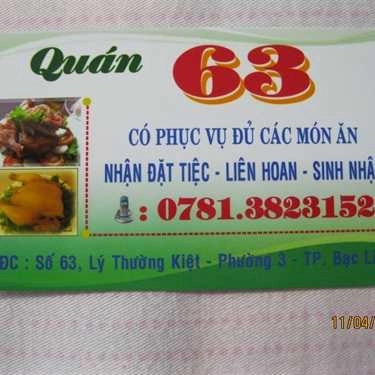 Quán 63
CÓ PHỤC VỤ ĐỦ CÁC MÓN ĂN
NHẬN ĐẶT TIỆC - LIÊN HOAN - SINH NHẬ
: 0781.3823152
ĐC : Số 63, Lý Thường Kiệt - Phường 3 - TP. Bạc Li
11/04